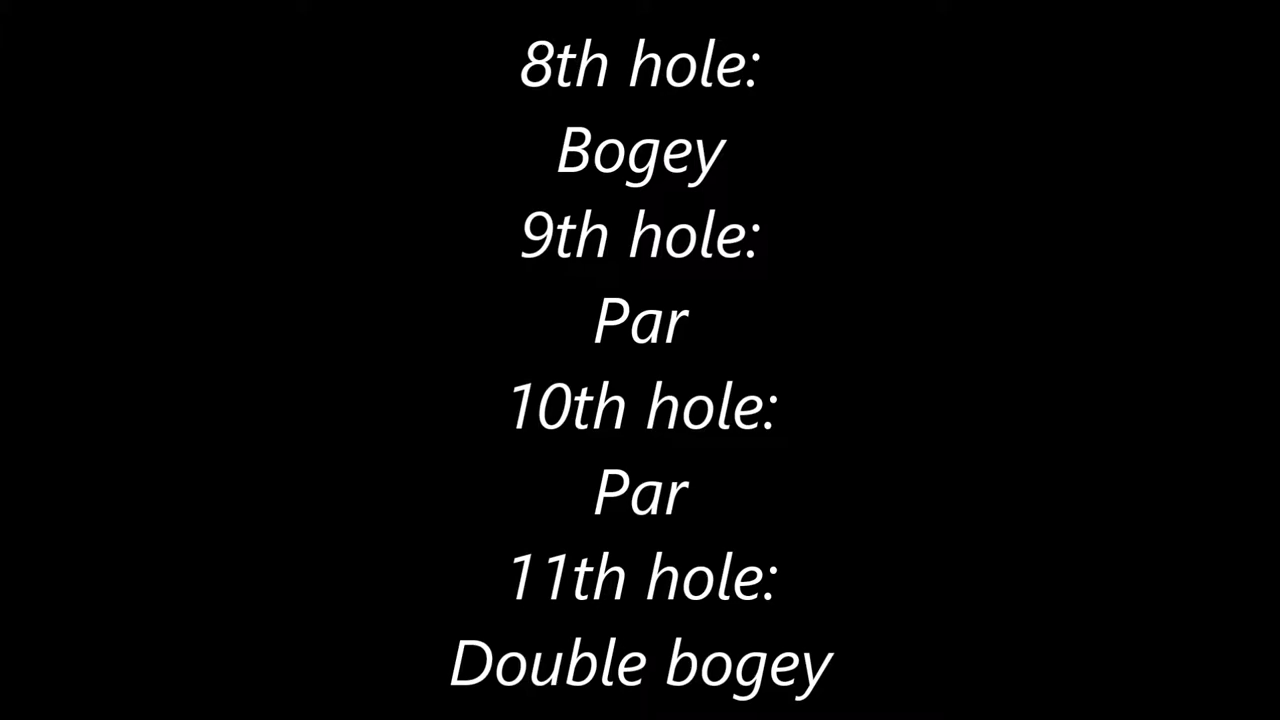 8th hole:
Bogey
9th hole:
Par
10th hole:
Par
11th hole:
Double bogey